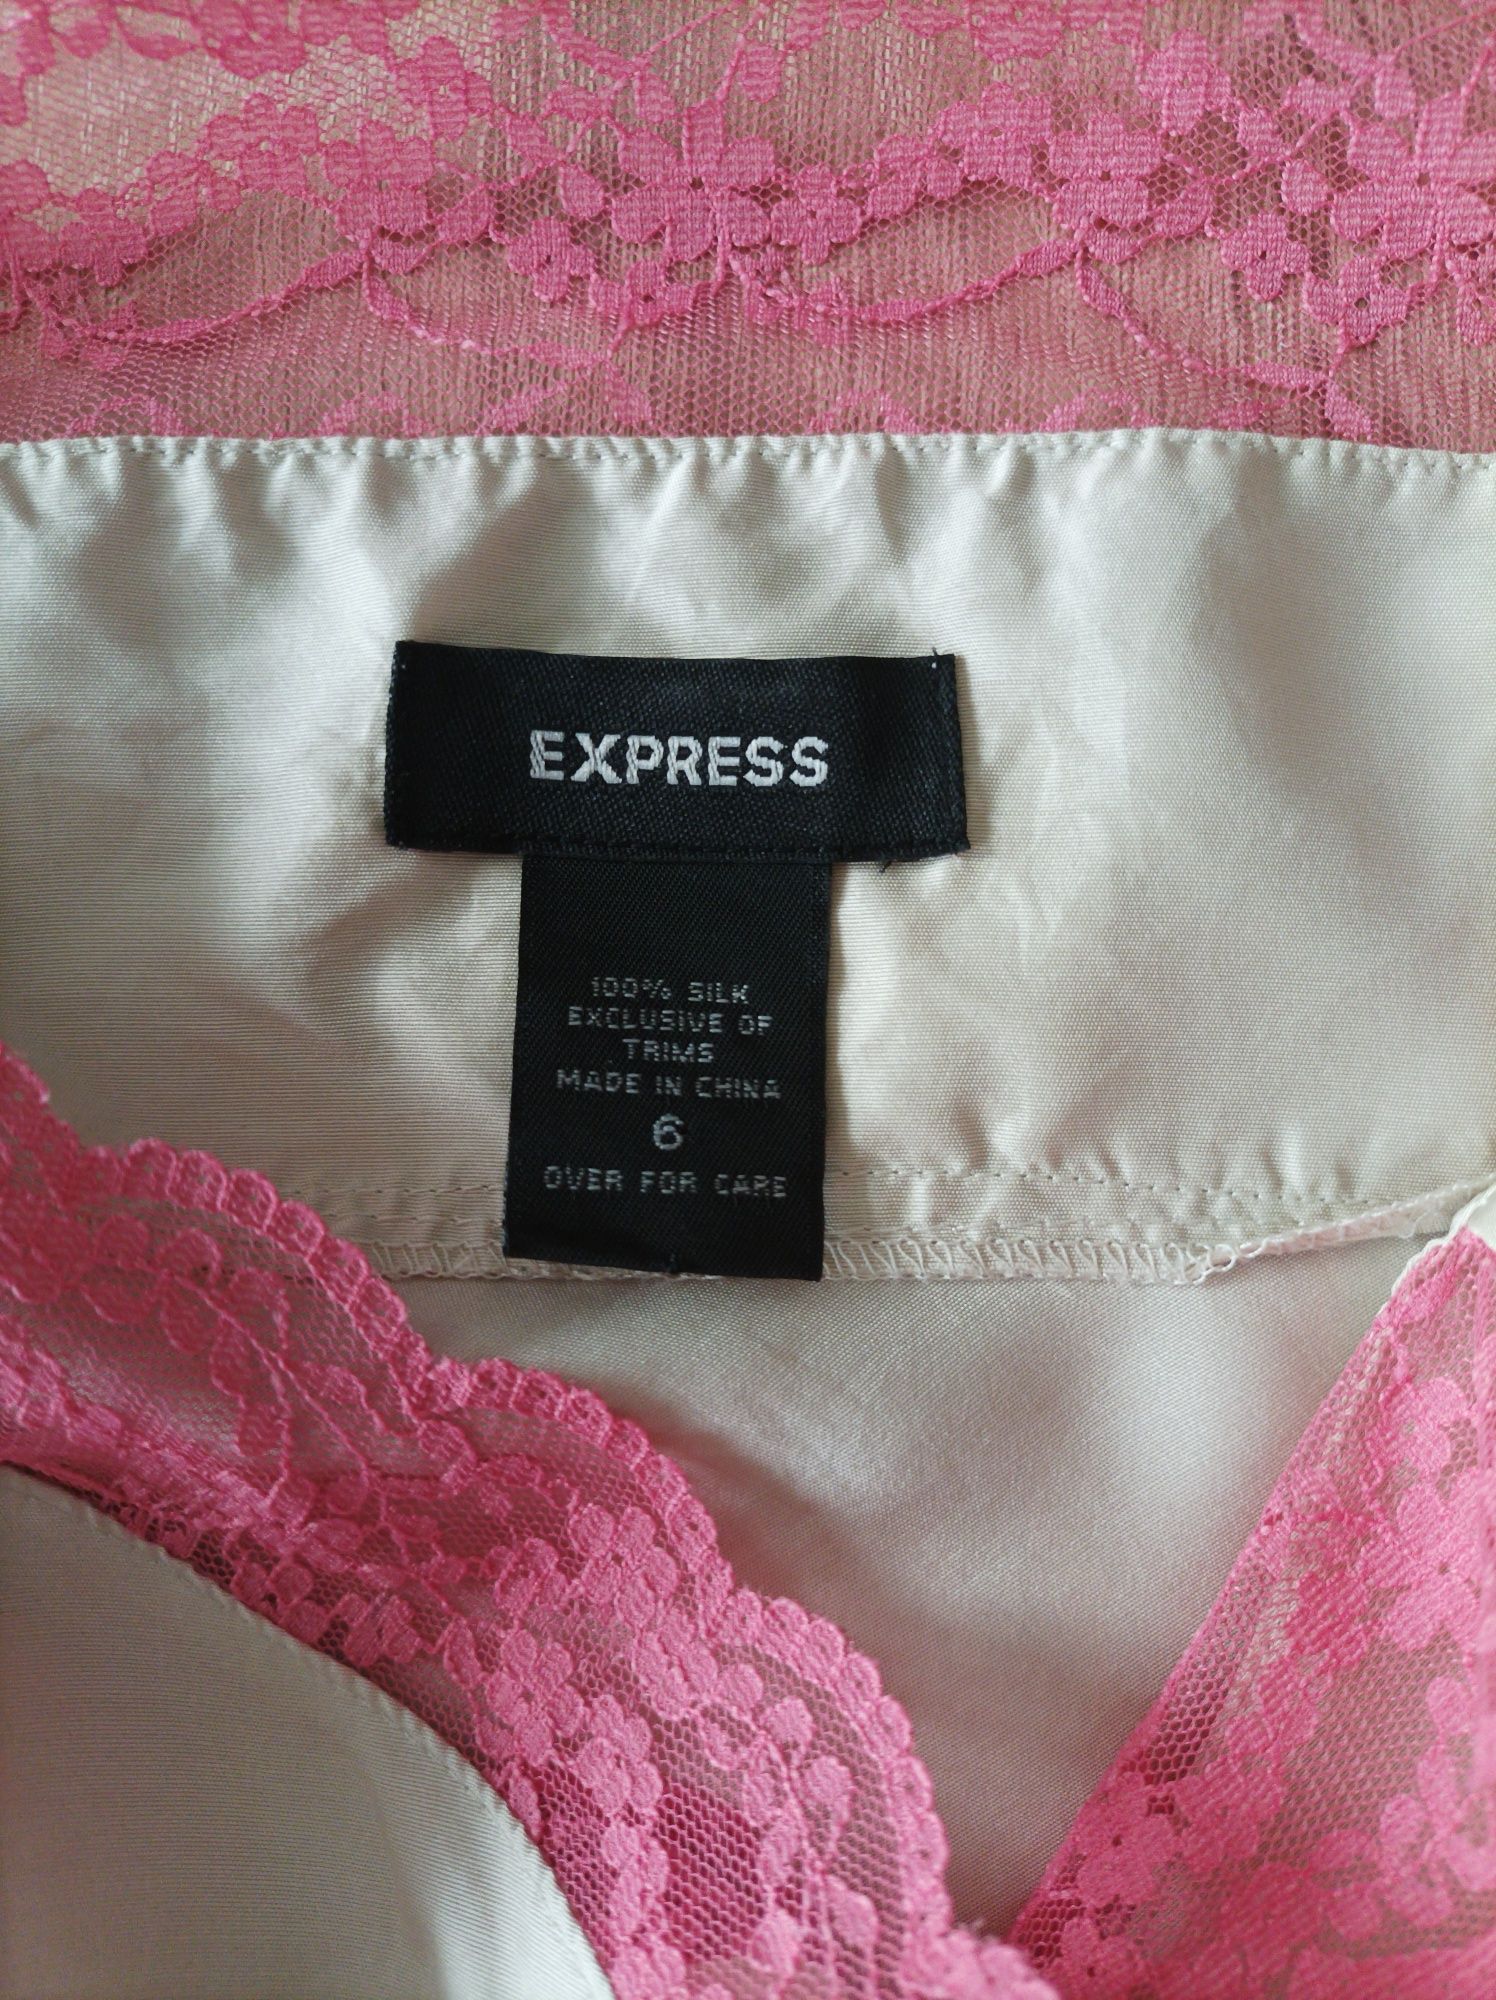 EXPRESS
100% SILK
EXCLUSIVE OF
TRIMS
MADE IN CHINA
6
OVER FOR CARE